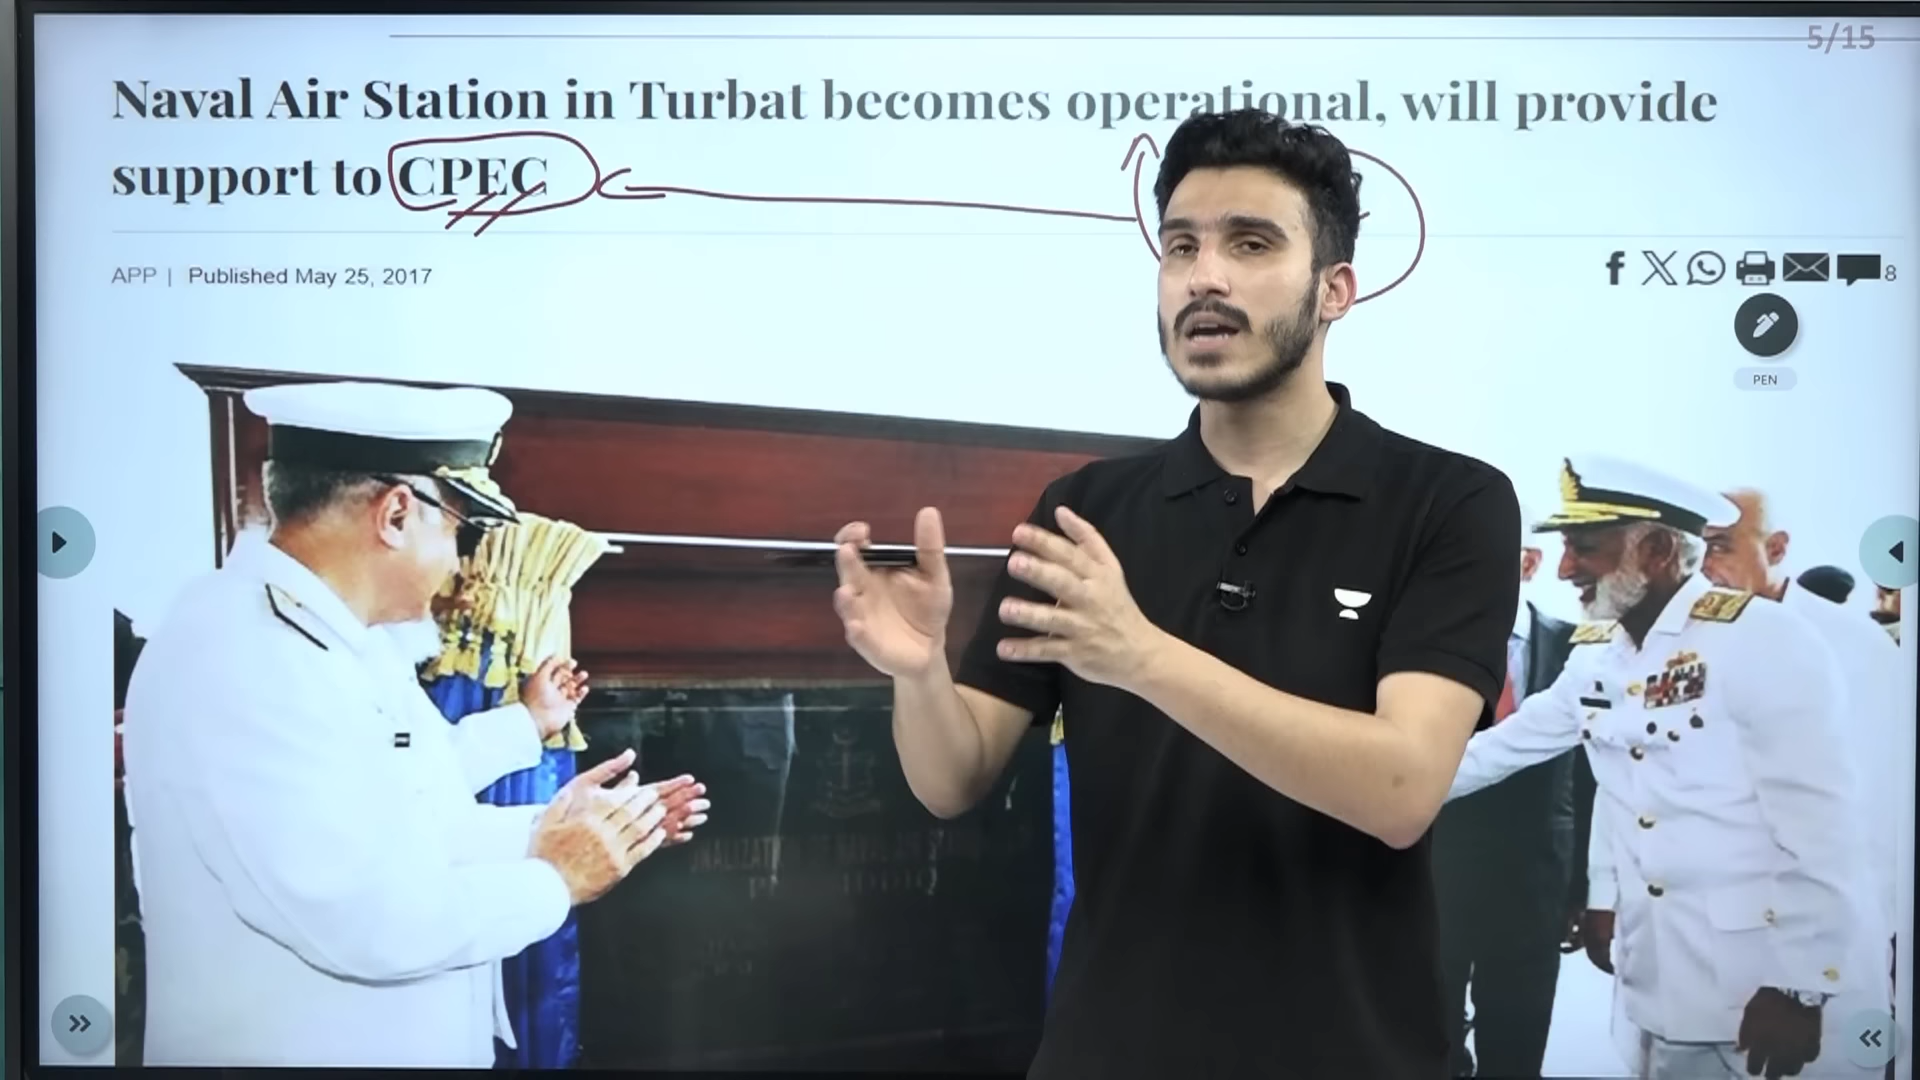 5/15
Naval Air Station in Turbat becomes operational, will provide
support to CPEC
APP | Published May 25, 2017
8
PEN